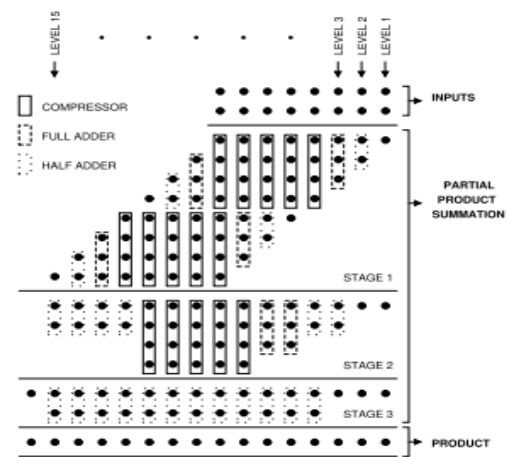 LEVEL 15
LEVEL 3
LEVEL 2
LEVEL 1
INPUTS
COMPRESSOR
FULL ADDER
HALF ADDER
PARTIAL
PRODUCT
SUMMATION
STAGE 1
STAGE 2
STAGE 3
PRODUCT